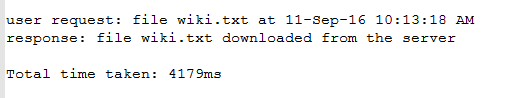 user request: file wiki.txt at 11-Sep-16 10:13:18 AM
response: file wiki.txt downloaded from the server
Total time taken: 4179ms